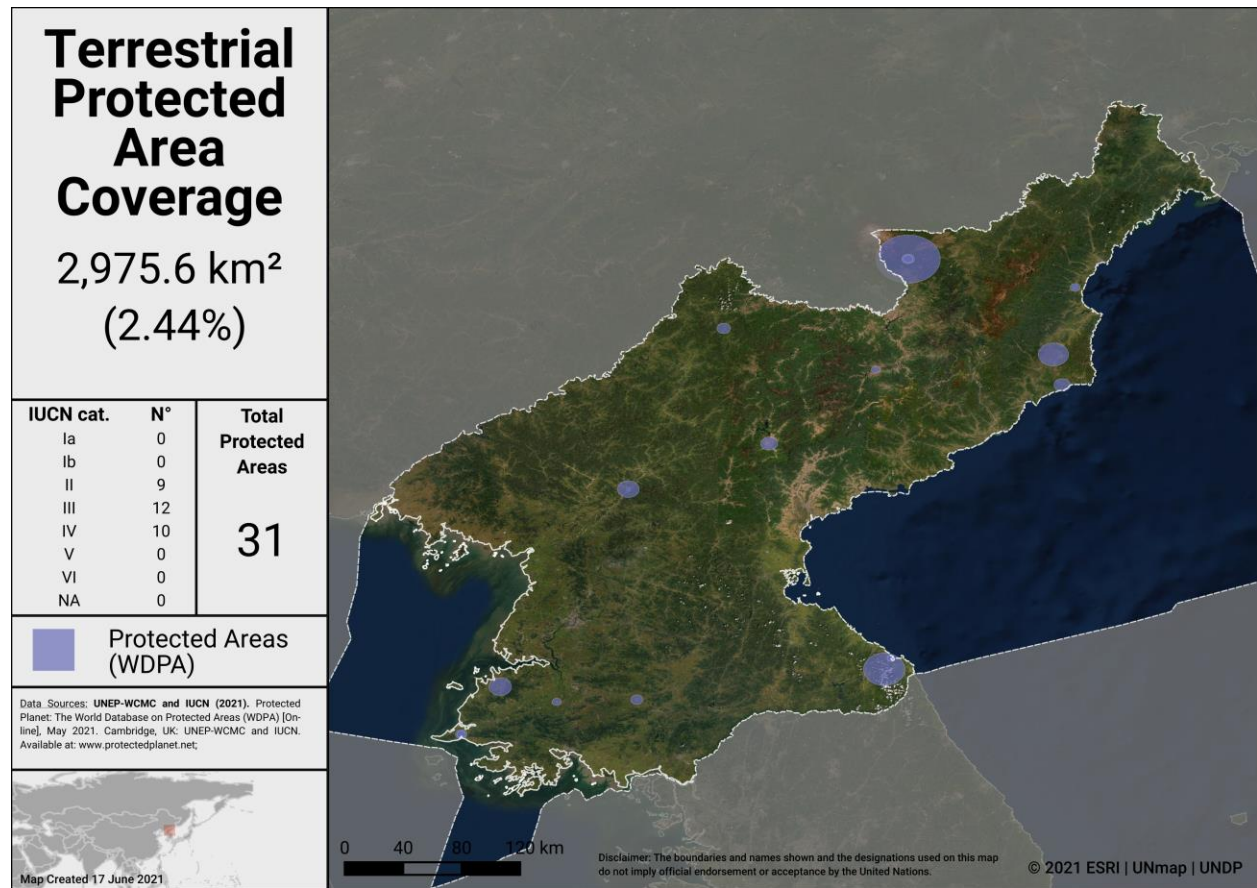 Terrestrial
Protected
Area
Coverage
2,975.6 km²
(2.44%)
IUCN cat. N°
Ia 0
Ib 0
II 9
III 12
IV 10
V 0
VI 0
NA 0
Total
Protected
Areas
31
Protected Areas
(WDPA)
Data Sources: UNEP-WCMC and IUCN (2021). Protected
Planet: The World Database on Protected Areas (WDPA) [On-
line], May 2021. Cambridge, UK: UNEP-WCMC and IUCN.
Available at: www.protectedplanet.net;
Map Created 17 June 2021
0 40 80 120 km
Disclaimer: The boundaries and names shown and the designations used on this map
do not imply official endorsement or acceptance by the United Nations.
© 2021 ESRI | UNmap | UNDP